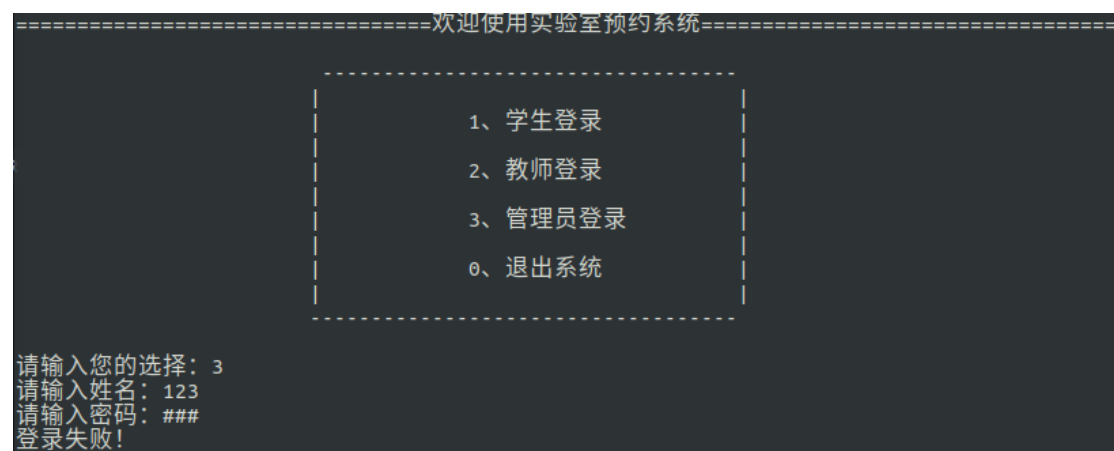 ==================================欢迎使用实验室预约系统==================================
----------------------------------
1、学生登录
2、教师登录
3、管理员登录
0、退出系统
-----------------------------------
请输入您的选择：3
请输入姓名：123
请输入密码：###
登录失败！